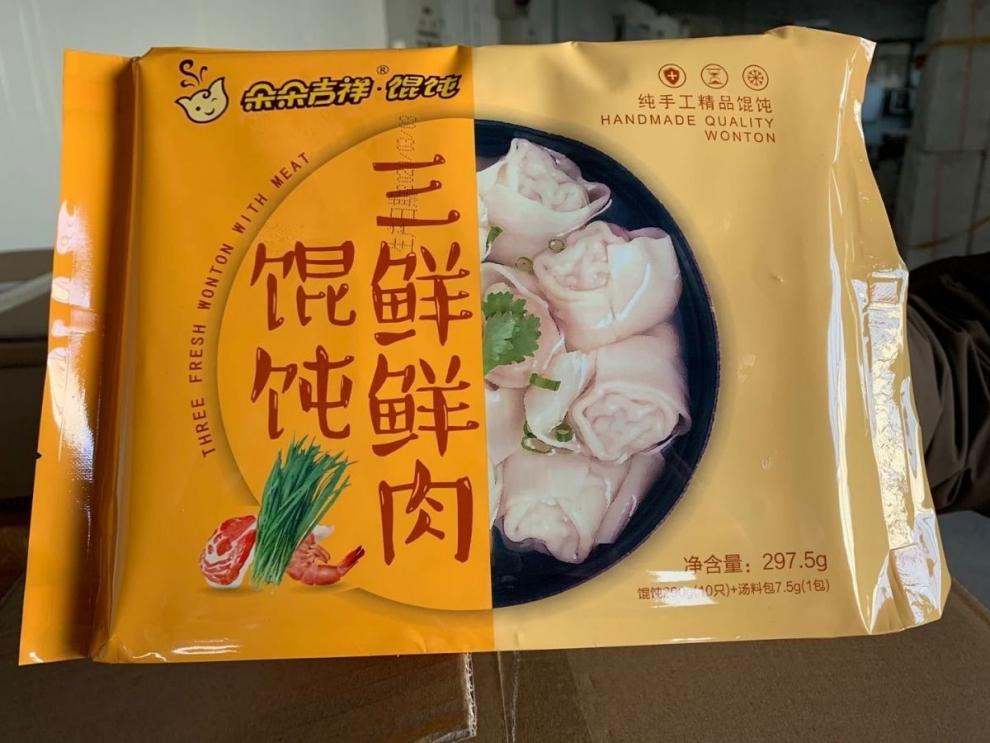 朵朵吉祥®·馄饨
纯手工精品馄饨
HANDMADE QUALITY
WONTON
THREE FRESH WONTON WITH MEAT
三鲜鲜肉
馄饨
净含量：297.5g
馄饨290g(10只)+汤料包7.5g(1包)